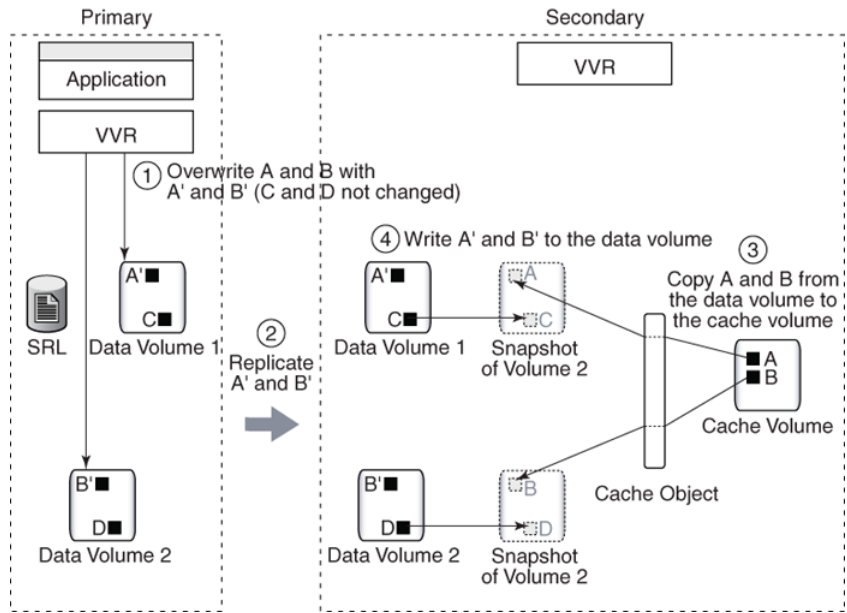 Primary
Secondary
Application
VVR
VVR
1 Overwrite A and B with
A' and B' (C and D not changed)
4 Write A' and B' to the data volume
3
Copy A and B from
the data volume to
the cache volume
A'
C
SRL
Data Volume 1
2
Replicate
A' and B'
A'
C
Data Volume 1
A
C
Snapshot
of Volume 2
A
B
Cache Volume
Cache Object
B'
D
Data Volume 2
B'
D
Data Volume 2
B
D
Snapshot
of Volume 2